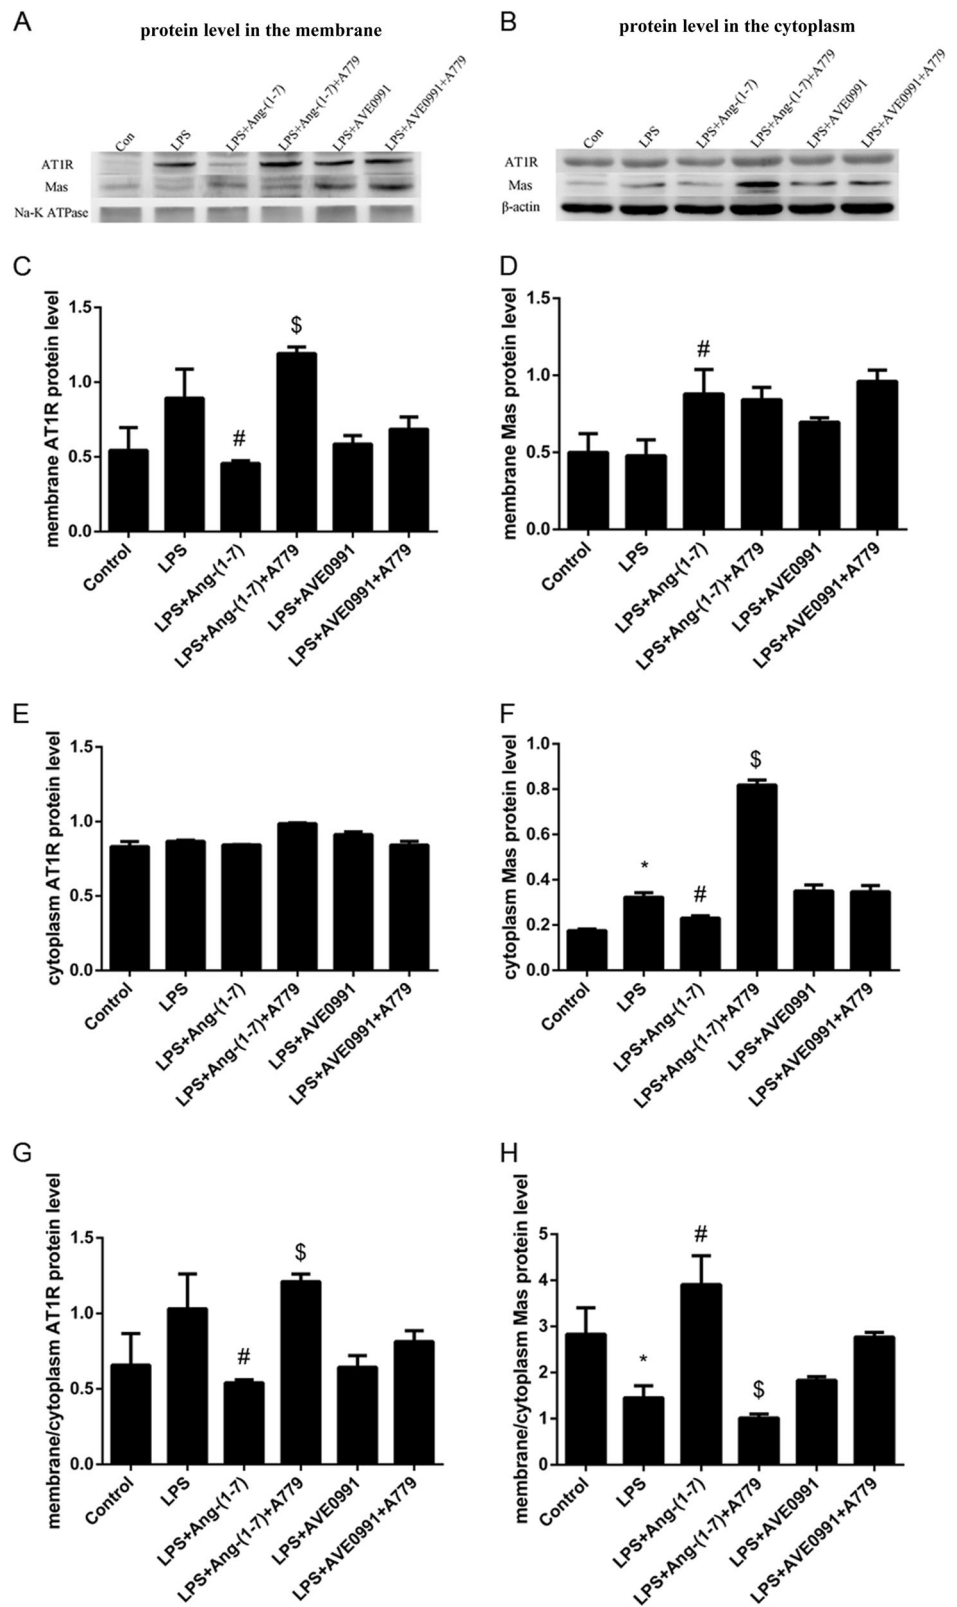 A
protein level in the membrane
Con
LPS
LPS+Ang-(1-7)
LPS+Ang-(1-7)+A779
LPS+AVE0991
LPS+AVE0991+A779
AT1R
Mas
Na-K ATPase
B
protein level in the cytoplasm
Con
LPS
LPS+Ang-(1-7)
LPS+Ang-(1-7)+A779
LPS+AVE0991
LPS+AVE0991+A779
AT1R
Mas
β-actin
C
membrane AT1R protein level
1.5
1.0
0.5
0.0
#
$
Control
LPS
LPS+Ang-(1-7)
LPS+Ang-(1-7)+A779
LPS+AVE0991
LPS+AVE0991+A779
D
membrane Mas protein level
1.5
1.0
0.5
0.0
#
Control
LPS
LPS+Ang-(1-7)
LPS+Ang-(1-7)+A779
LPS+AVE0991
LPS+AVE0991+A779
E
cytoplasm AT1R protein level
1.5
1.0
0.5
0.0
Control
LPS
LPS+Ang-(1-7)
LPS+Ang-(1-7)+A779
LPS+AVE0991
LPS+AVE0991+A779
F
cytoplasm Mas protein level
1.0
0.8
0.6
0.4
0.2
0.0
*
#
$
Control
LPS
LPS+Ang-(1-7)
LPS+Ang-(1-7)+A779
LPS+AVE0991
LPS+AVE0991+A779
G
membrane/cytoplasm AT1R protein level
1.5
1.0
0.5
0.0
#
$
Control
LPS
LPS+Ang-(1-7)
LPS+Ang-(1-7)+A779
LPS+AVE0991
LPS+AVE0991+A779
H
membrane/cytoplasm Mas protein level
5
4
3
2
1
0
*
#
$
Control
LPS
LPS+Ang-(1-7)
LPS+Ang-(1-7)+A779
LPS+AVE0991
LPS+AVE0991+A779